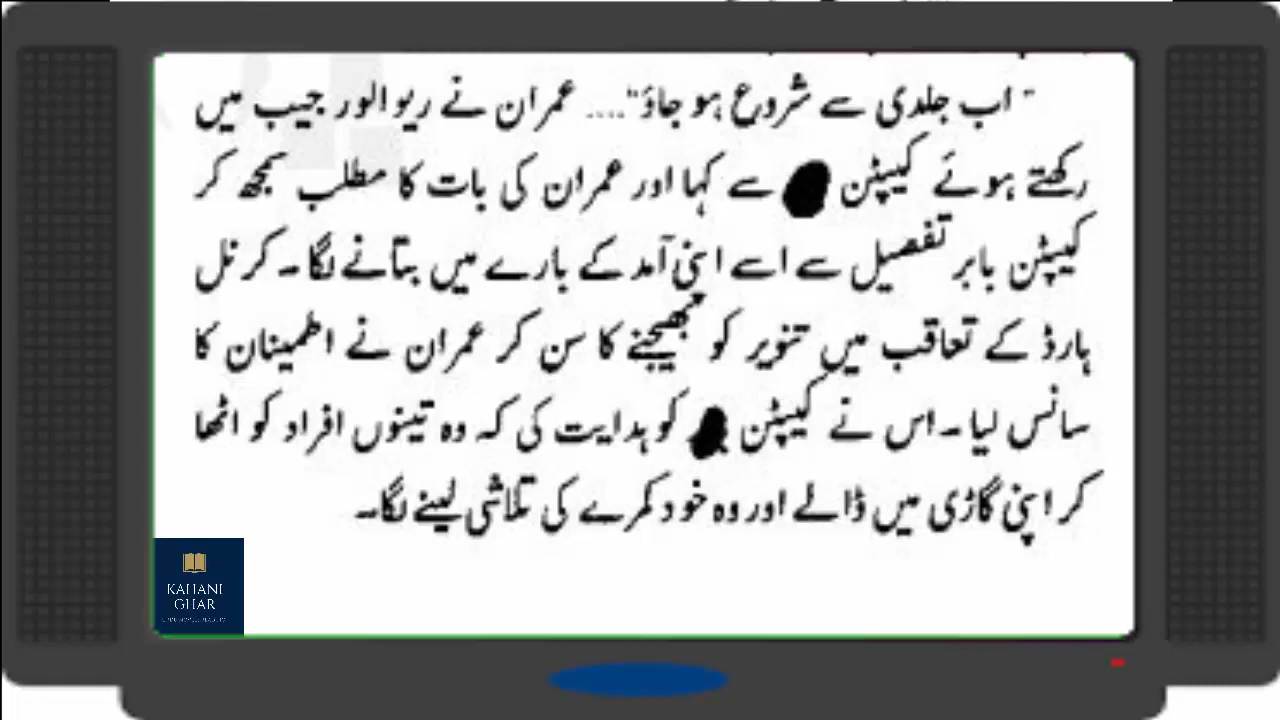 " اب جلدی سے شروع ہو جاؤ".... عمران نے ریوالور جیب میں
رکھتے ہوئے کیپٹن سے کہا اور عمران کی بات کا مطلب سمجھ کر
کیپٹن بابر تفصیل سے اسے اپنی آمد کے بارے میں بتانے لگا۔ کرنل
ہارڈ کے تعاقب میں تنویر کو بھیجنے کا سن کر عمران نے اطمینان کا
سانس لیا۔ اس نے کیپٹن کو ہدایت کی کہ وہ تینوں افراد کو اٹھا
کر اپنی گاڑی میں ڈالے اور وہ خود کمرے کی تلاشی لینے لگا۔
KAHANI
GHAR